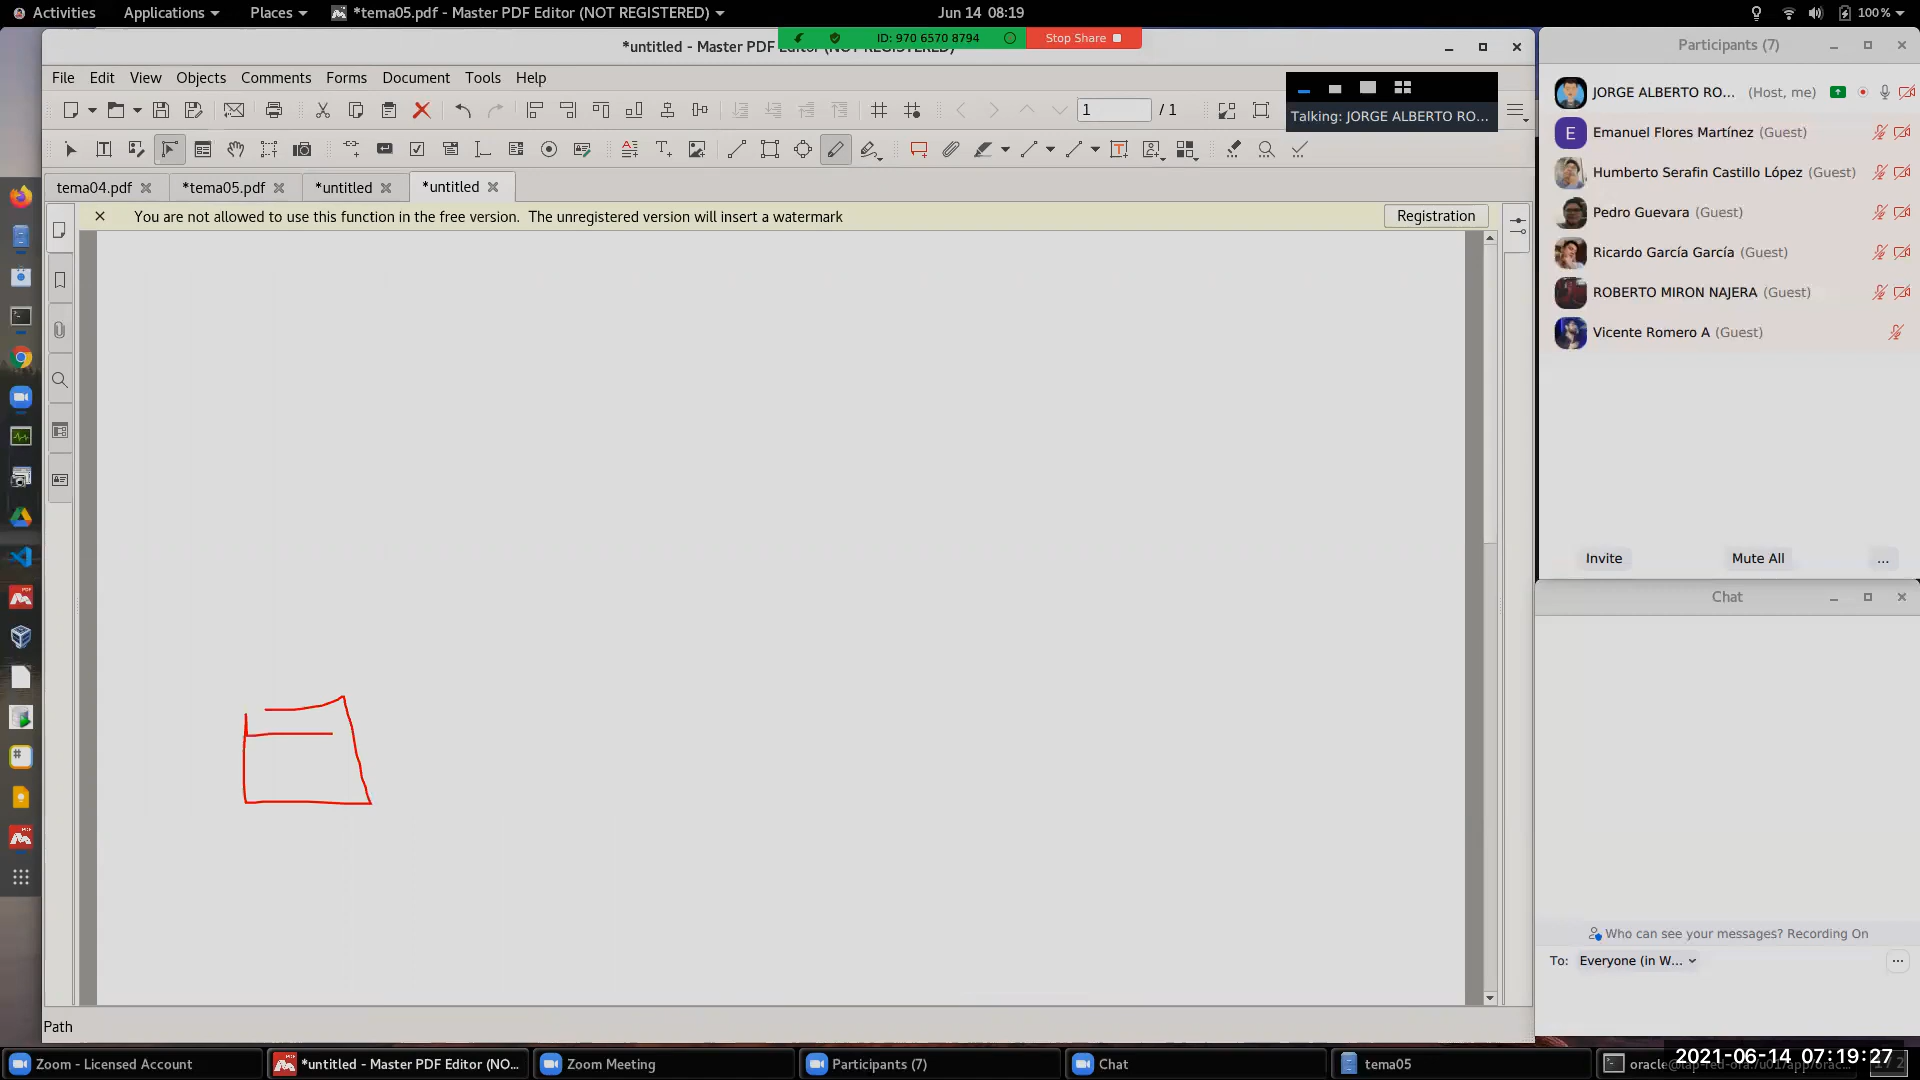 Activities Applications Places *tema05.pdf - Master PDF Editor (NOT REGISTERED) Jun 14 08:19 100%
*untitled - Master PDF Editor (NOT REGISTERED)
ID: 970 6570 8794 Stop Share
File Edit View Objects Comments Forms Document Tools Help
1 / 1
Talking: JORGE ALBERTO RO...
tema04.pdf *tema05.pdf *untitled *untitled
You are not allowed to use this function in the free version. The unregistered version will insert a watermark Registration
Path
Participants (7)
JORGE ALBERTO RO... (Host, me)
E Emanuel Flores Martínez (Guest)
Humberto Serafin Castillo López (Guest)
Pedro Guevara (Guest)
Ricardo García García (Guest)
ROBERTO MIRON NAJERA (Guest)
Vicente Romero A (Guest)
Invite Mute All ...
Chat
Who can see your messages? Recording On
To: Everyone (in W...
Zoom - Licensed Account *untitled - Master PDF Editor (NO... Zoom Meeting Participants (7) Chat tema05
2021-06-14 07:19:27